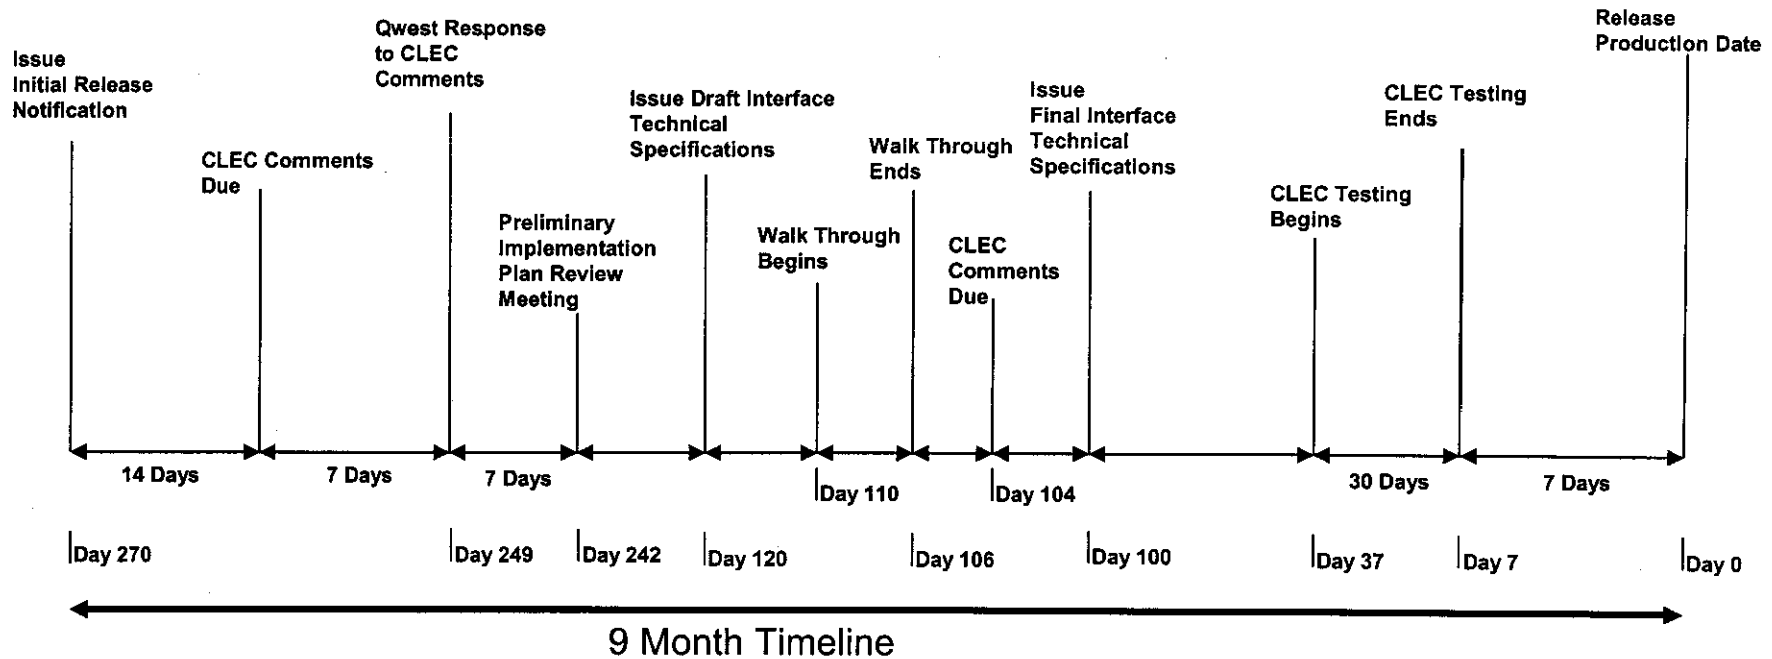 Issue
Initial Release
Notification
CLEC Comments
Due
Qwest Response
to CLEC
Comments
Preliminary
Implementation
Plan Review
Meeting
Issue Draft Interface
Technical
Specifications
Walk Through
Begins
Walk Through
Ends
CLEC
Comments
Due
Issue
Final Interface
Technical
Specifications
CLEC Testing
Begins
CLEC Testing
Ends
Release
Production Date
14 Days
7 Days
7 Days
Day 110
Day 104
30 Days
7 Days
Day 270
Day 249
Day 242
Day 120
Day 106
Day 100
Day 37
Day 7
Day 0
9 Month Timeline